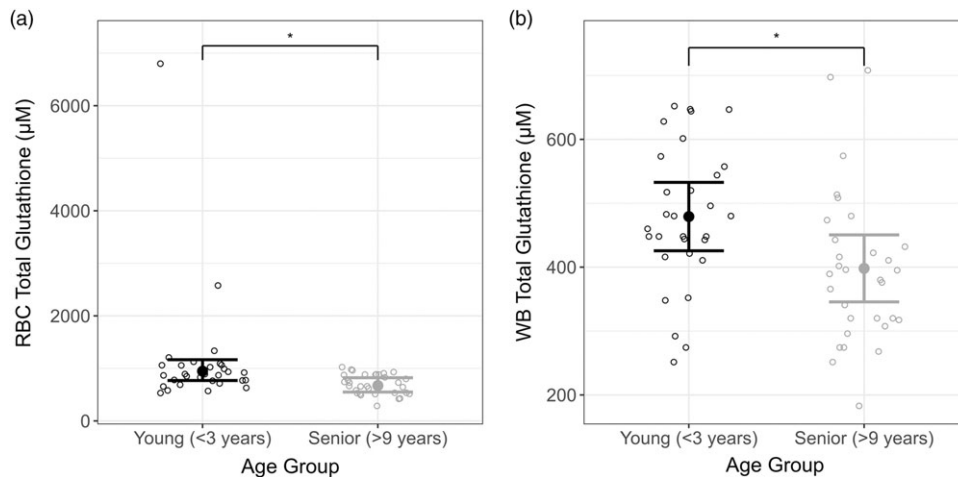 (a)
*
RBC Total Glutathione (µM)
6000
4000
2000
0
Young (<3 years) Senior (>9 years)
Age Group
(b)
*
WB Total Glutathione (µM)
600
400
200
Young (<3 years) Senior (>9 years)
Age Group